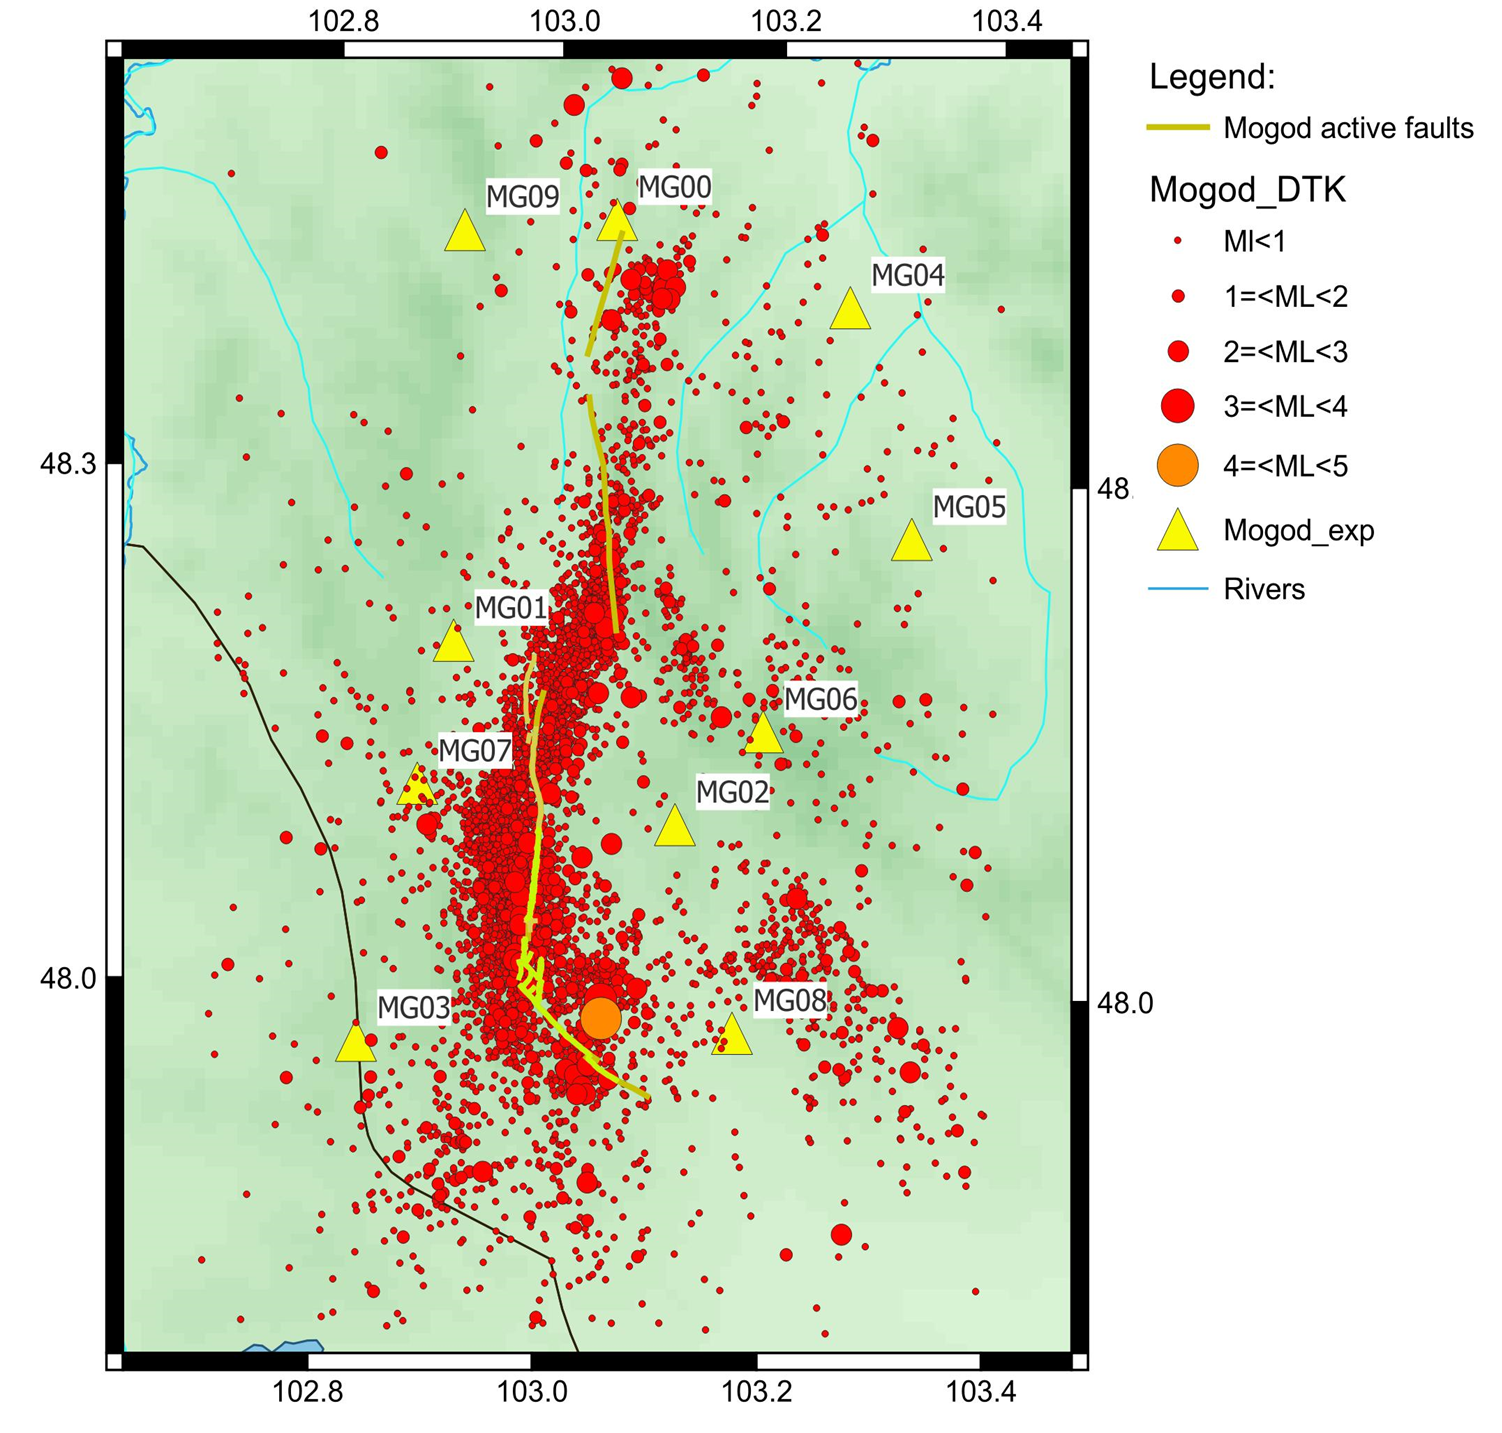 102.8 103.0 103.2 103.4
Legend:
Mogod active faults
Mogod_DTK
Ml<1
1=<ML<2
2=<ML<3
3=<ML<4
4=<ML<5
Mogod_exp
Rivers
MG09
MG00
MG04
48.3
48.
MG05
MG01
MG06
MG07
MG02
48.0
MG03
MG08
48.0
102.8 103.0 103.2 103.4